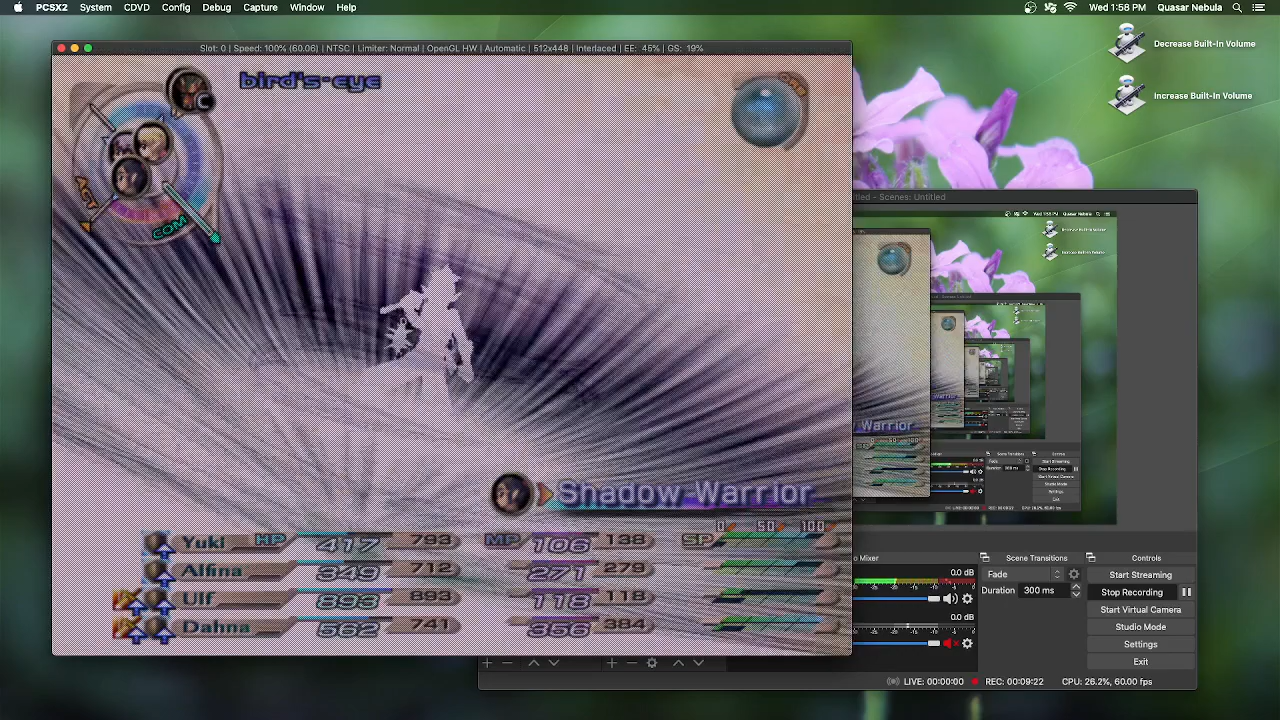 PCSX2 System CDVD Config Debug Capture Window Help
Wed 1:58 PM Quasar Nebula
Decrease Built-In Volume
Increase Built-In Volume
Slot: 0 | Speed: 100% (60.06) | NTSC | Limiter: Normal | OpenGL HW | Automatic | 512x448 | Interlaced | EE: 45% | GS: 19%
bird's-eye
C
ACT
COM
- Scenes: Untitled
Shadow Warrior
0 50 100
Yuki HP 417 793 MP 106 138 SP
Alfina 712 271 279
118
Dahna 562 741 356 384
Mixer
0.0 dB
0.0 dB
Scene Transitions
Fade
Duration 300 ms
Controls
Start Streaming
Stop Recording
Start Virtual Camera
Studio Mode
Settings
Exit
LIVE: 00:00:00 REC: 00:09:22 CPU: 26.2%, 60.00 fps